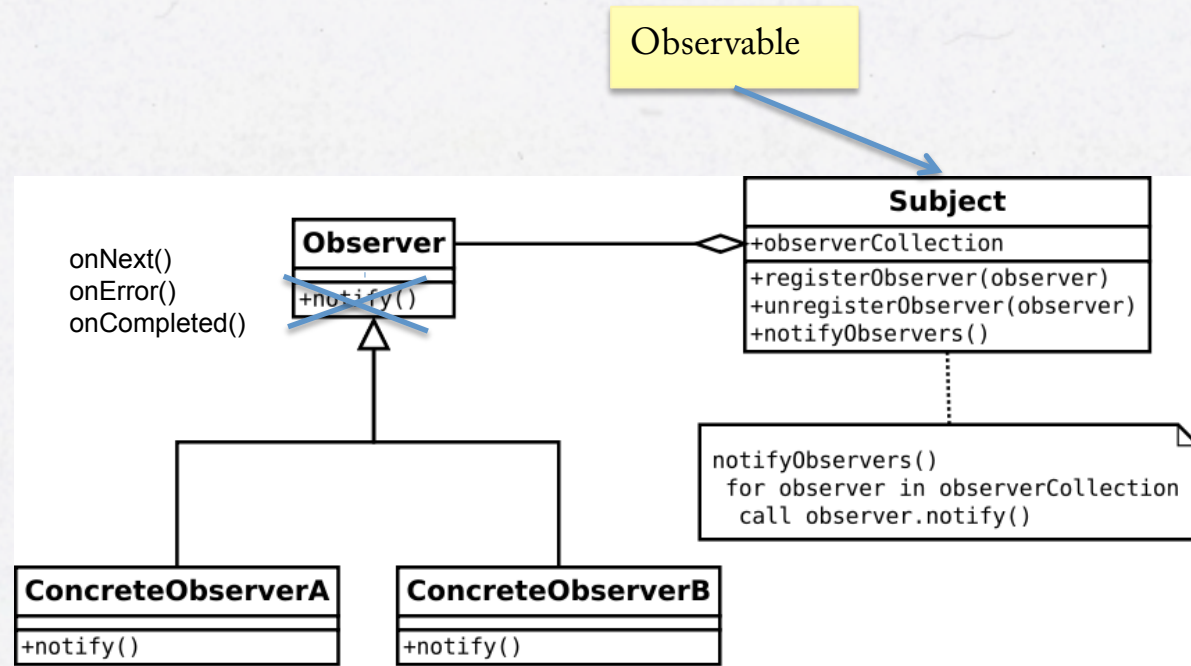 Observable
Subject
+observerCollection
+registerObserver(observer)
+unregisterObserver(observer)
+notifyObservers()
Observer
+notify()
onNext()
onError()
onCompleted()
notifyObservers()
for observer in observerCollection
call observer.notify()
ConcreteObserverA
+notify()
ConcreteObserverB
+notify()